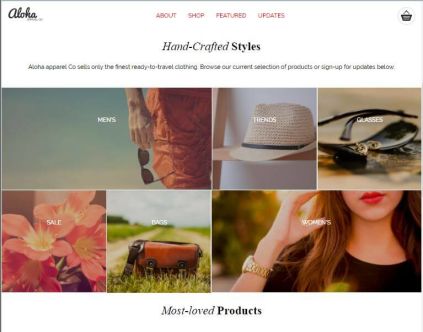 Aloha
ABOUT SHOP FEATURED UPDATES
Hand-Crafted Styles
Aloha apparel Co sells only the finest ready-to-travel clothing. Browse our current selection of products or sign-up for updates below.
MEN'S
TRENDS
GLASSES
SALE
BAGS
WOMEN'S
Most-loved Products